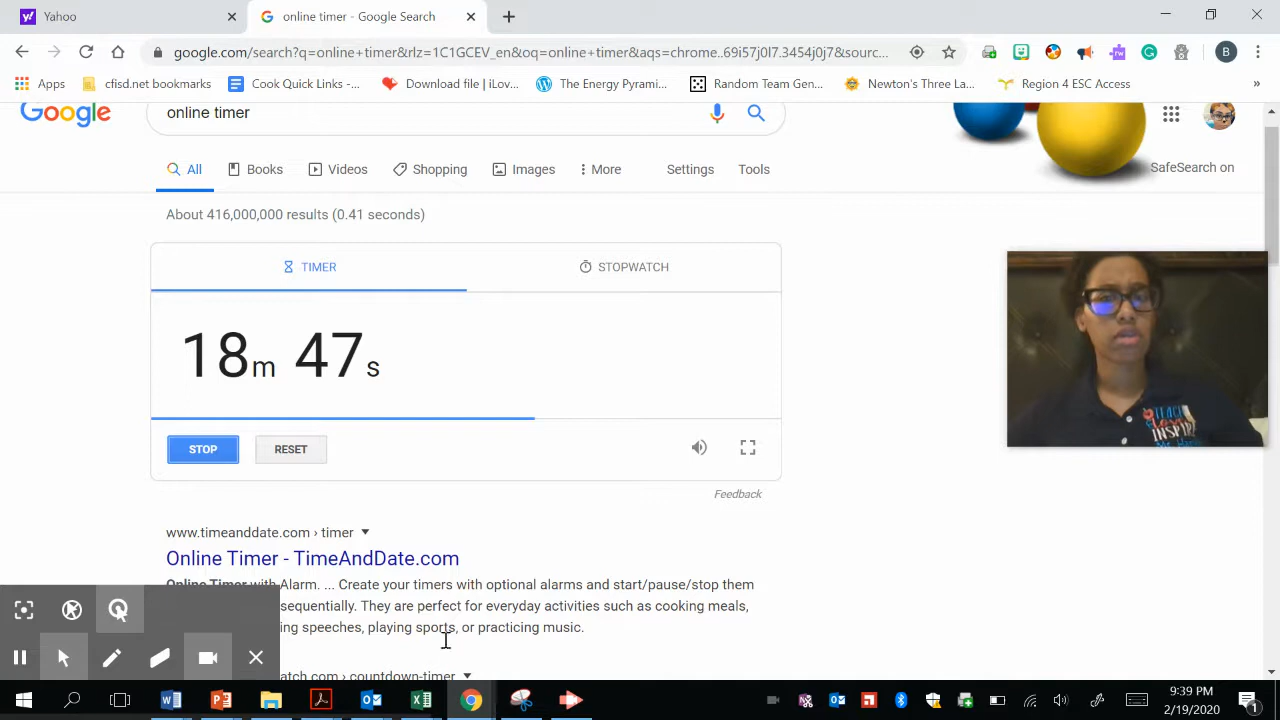 Yahoo
online timer - Google Search
google.com/search?q=online+timer&rlz=1C1GCEV_en&oq=online+timer&aqs=chrome_69i57j0l7.3454j0j7&sourc...
B
Apps
cfisd.net bookmarks
Cook Quick Links -...
Download file | iLov...
The Energy Pyrami...
Random Team Gen...
Newton's Three La...
Region 4 ESC Access
»
Google
online timer
All
Books
Videos
Shopping
Images
More
Settings
Tools
SafeSearch on
About 416,000,000 results (0.41 seconds)
TIMER
STOPWATCH
18m 47s
STOP
RESET
Feedback
TEACH
Love
INSPIRE
www.timeanddate.com › timer
Online Timer - TimeAndDate.com
Online Timer with Alarm. ... Create your timers with optional alarms and start/pause/stop them
sequentially. They are perfect for everyday activities such as cooking meals,
ing speeches, playing sports, or practicing music.
atch.com › countdown-timer
9:39 PM
2/19/2020
1